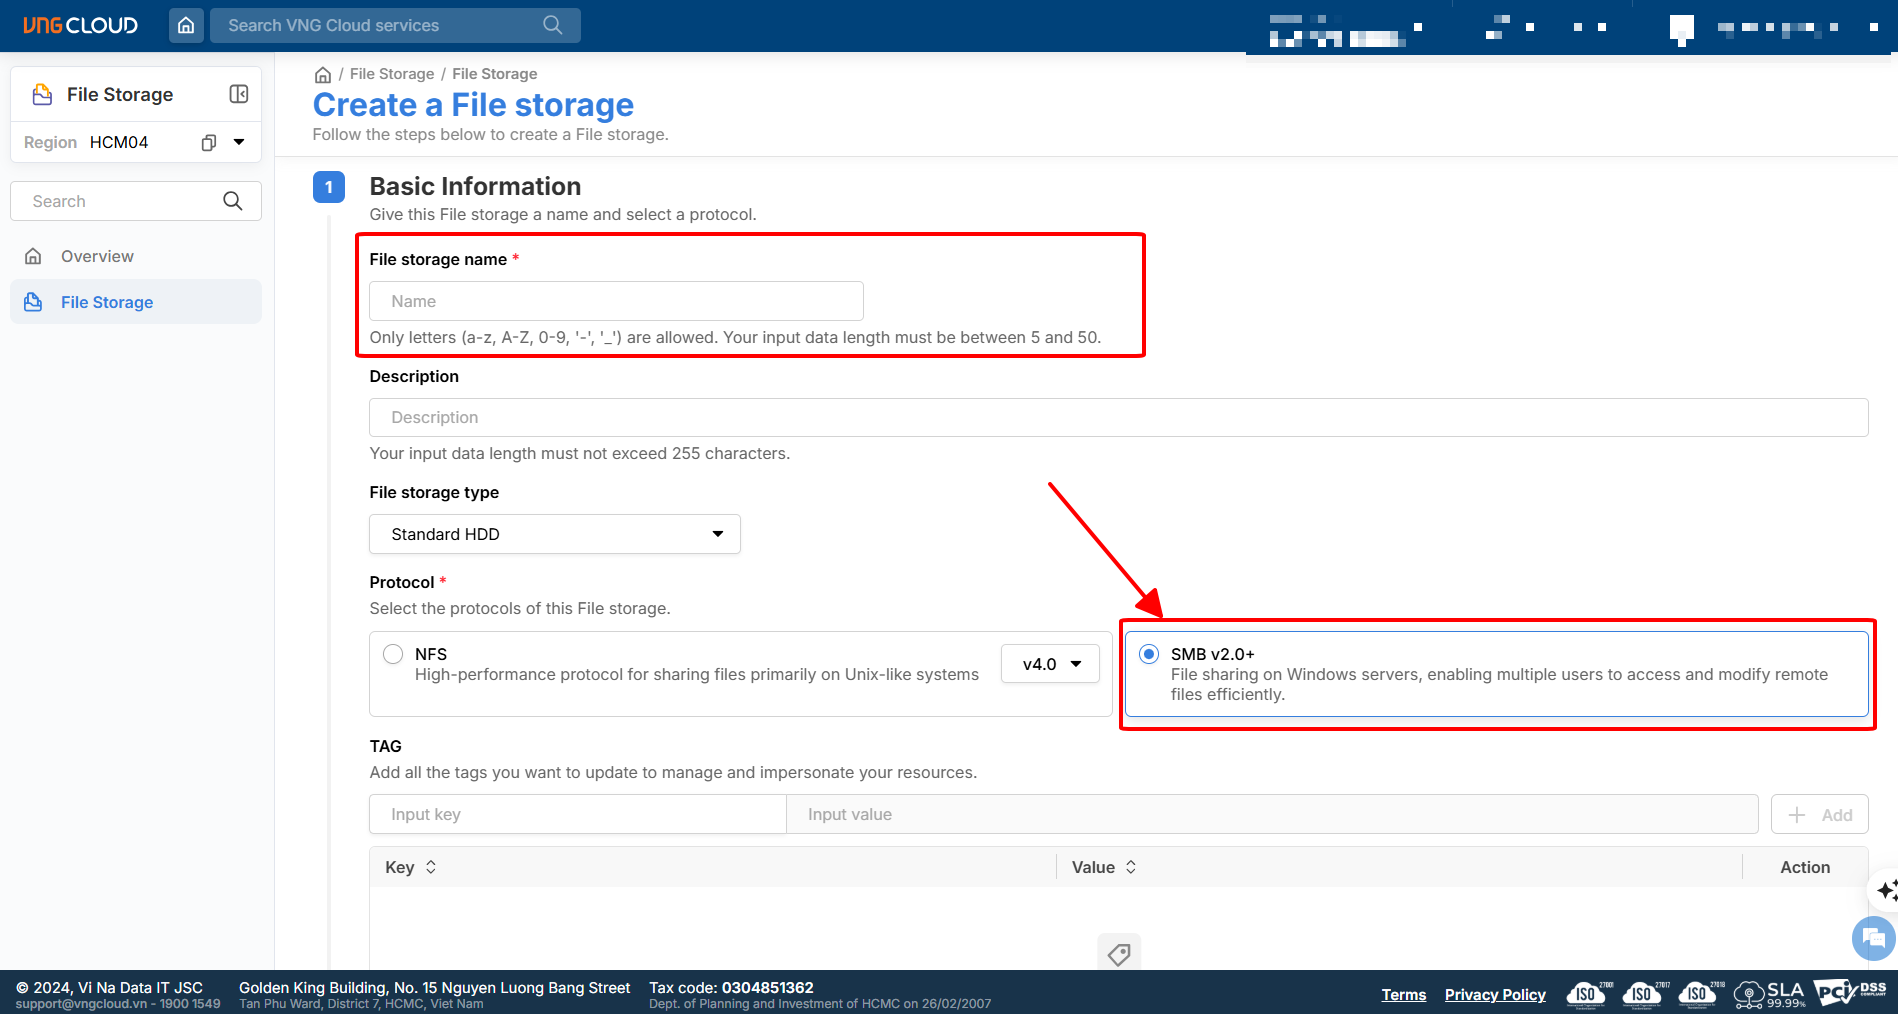 VNG CLOUD
Search VNG Cloud services
File Storage
Region HCM04
Search
Overview
File Storage
/ File Storage / File Storage
Create a File storage
Follow the steps below to create a File storage.
1 Basic Information
Give this File storage a name and select a protocol.
File storage name *
Name
Only letters (a-z, A-Z, 0-9, '-', '_') are allowed. Your input data length must be between 5 and 50.
Description
Description
Your input data length must not exceed 255 characters.
File storage type
Standard HDD
Protocol *
Select the protocols of this File storage.
NFS
High-performance protocol for sharing files primarily on Unix-like systems
v4.0
SMB v2.0+
File sharing on Windows servers, enabling multiple users to access and modify remote
files efficiently.
TAG
Add all the tags you want to update to manage and impersonate your resources.
Input key
Input value
Add
Key Value Action
© 2024, Vi Na Data IT JSC
support@vngcloud.vn - 1900 1549
Golden King Building, No. 15 Nguyen Luong Bang Street
Tan Phu Ward, District 7, HCMC, Viet Nam
Tax code: 0304851362
Dept. of Planning and Investment of HCMC on 26/02/2007
Terms
Privacy Policy
ISO 27001
ISO 27017
ISO 27018
SLA
99.99%
PCI DSS
COMPLIANT